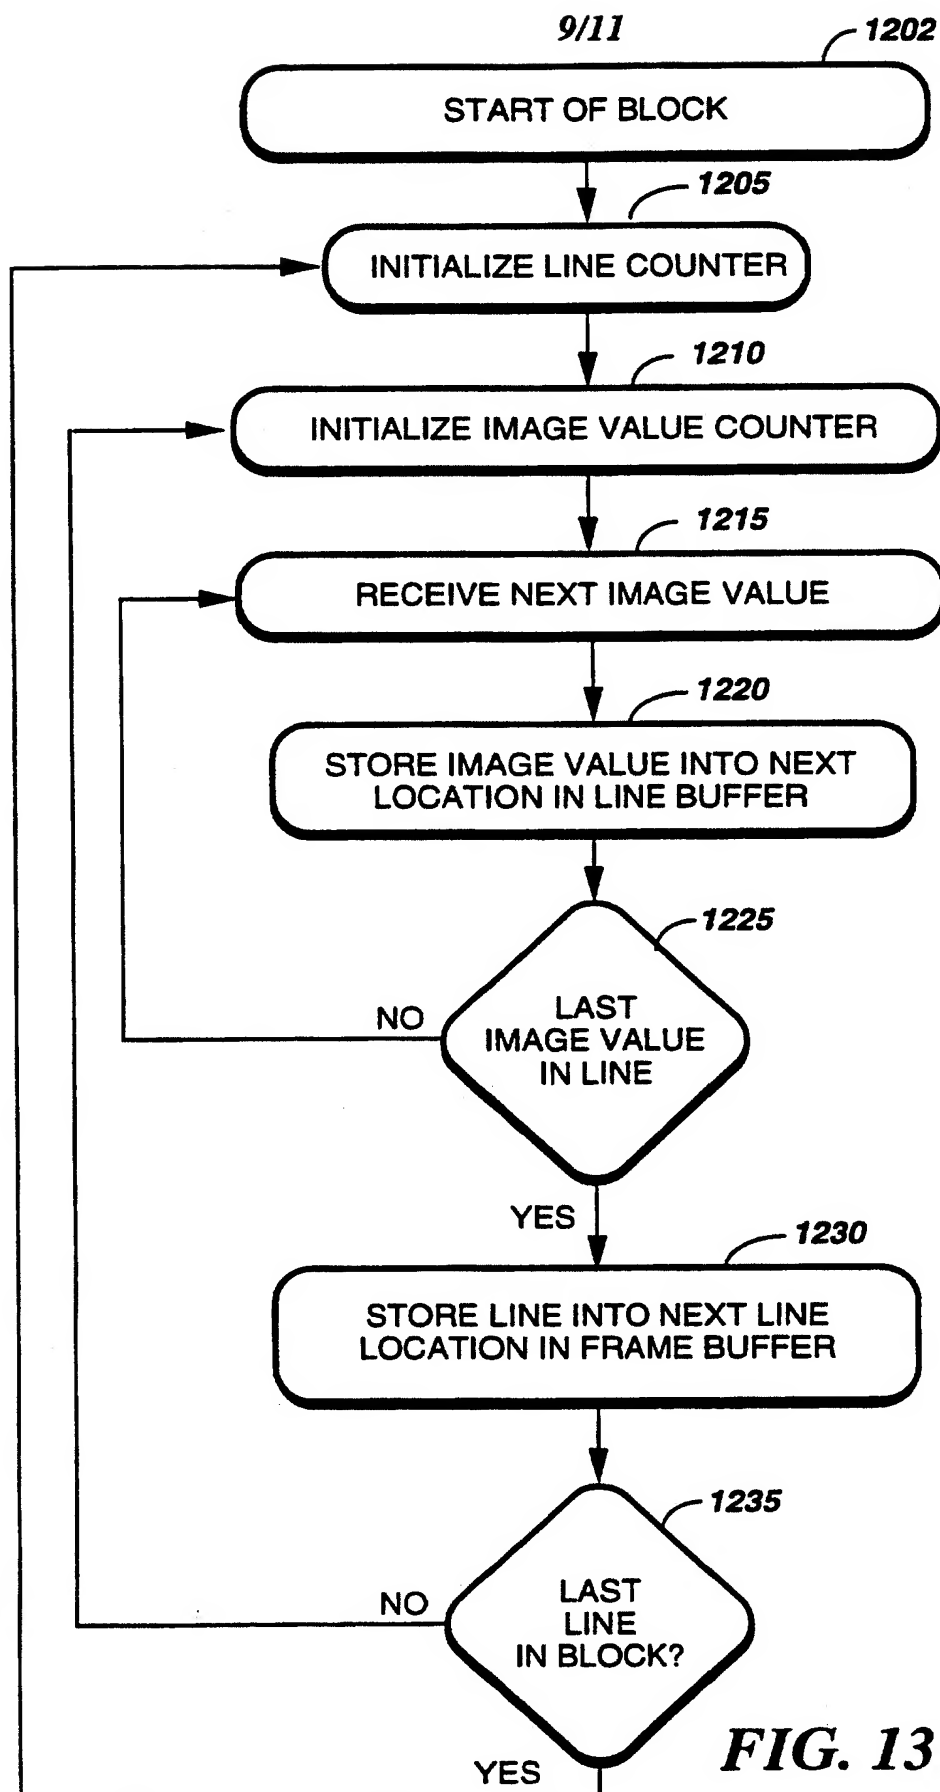 9/11
1202
START OF BLOCK
1205
INITIALIZE LINE COUNTER
1210
INITIALIZE IMAGE VALUE COUNTER
1215
RECEIVE NEXT IMAGE VALUE
1220
STORE IMAGE VALUE INTO NEXT
LOCATION IN LINE BUFFER
1225
LAST
IMAGE VALUE
IN LINE
NO
YES
1230
STORE LINE INTO NEXT LINE
LOCATION IN FRAME BUFFER
1235
LAST
LINE
IN BLOCK?
NO
YES
FIG. 13